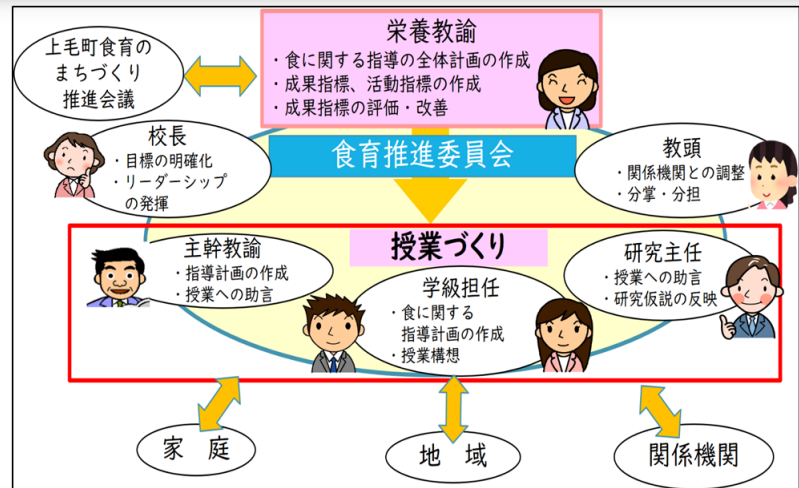 上毛町食育の
まちづくり
推進会議
栄養教諭
・食に関する指導の全体計画の作成
・成果指標、活動指標の作成
・成果指標の評価・改善
校長
・目標の明確化
・リーダーシップ
の発揮
食育推進委員会
教頭
・関係機関との調整
・分掌・分担
授業づくり
主幹教諭
・指導計画の作成
・授業への助言
学級担任
・食に関する
指導計画の作成
・授業構想
研究主任
・授業への助言
・研究仮説の反映
家　庭
地　域
関係機関